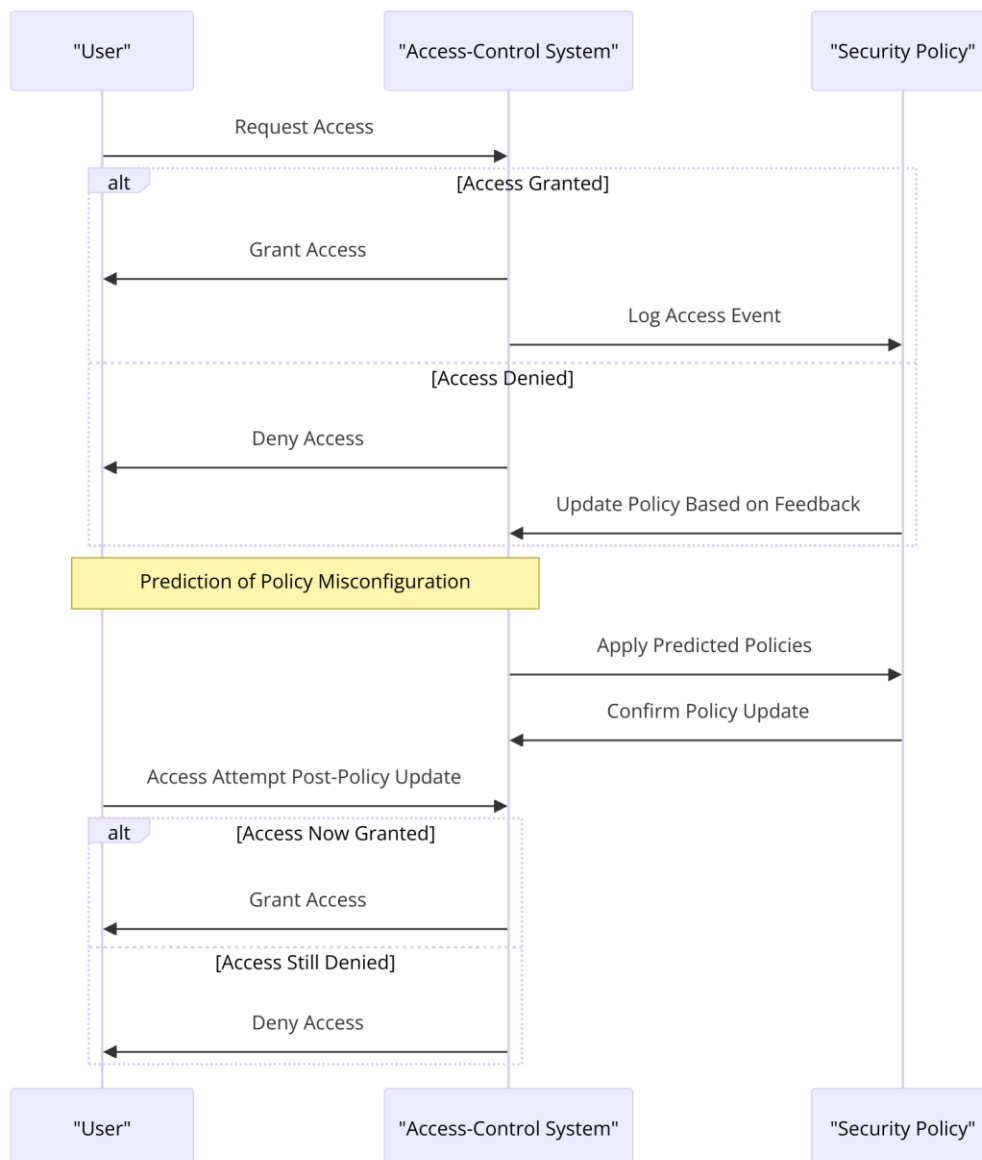 "User"
"Access-Control System"
"Security Policy"
Request Access
alt
[Access Granted]
Grant Access
Log Access Event
[Access Denied]
Deny Access
Update Policy Based on Feedback
Prediction of Policy Misconfiguration
Apply Predicted Policies
Confirm Policy Update
Access Attempt Post-Policy Update
alt
[Access Now Granted]
Grant Access
[Access Still Denied]
Deny Access
"User"
"Access-Control System"
"Security Policy"